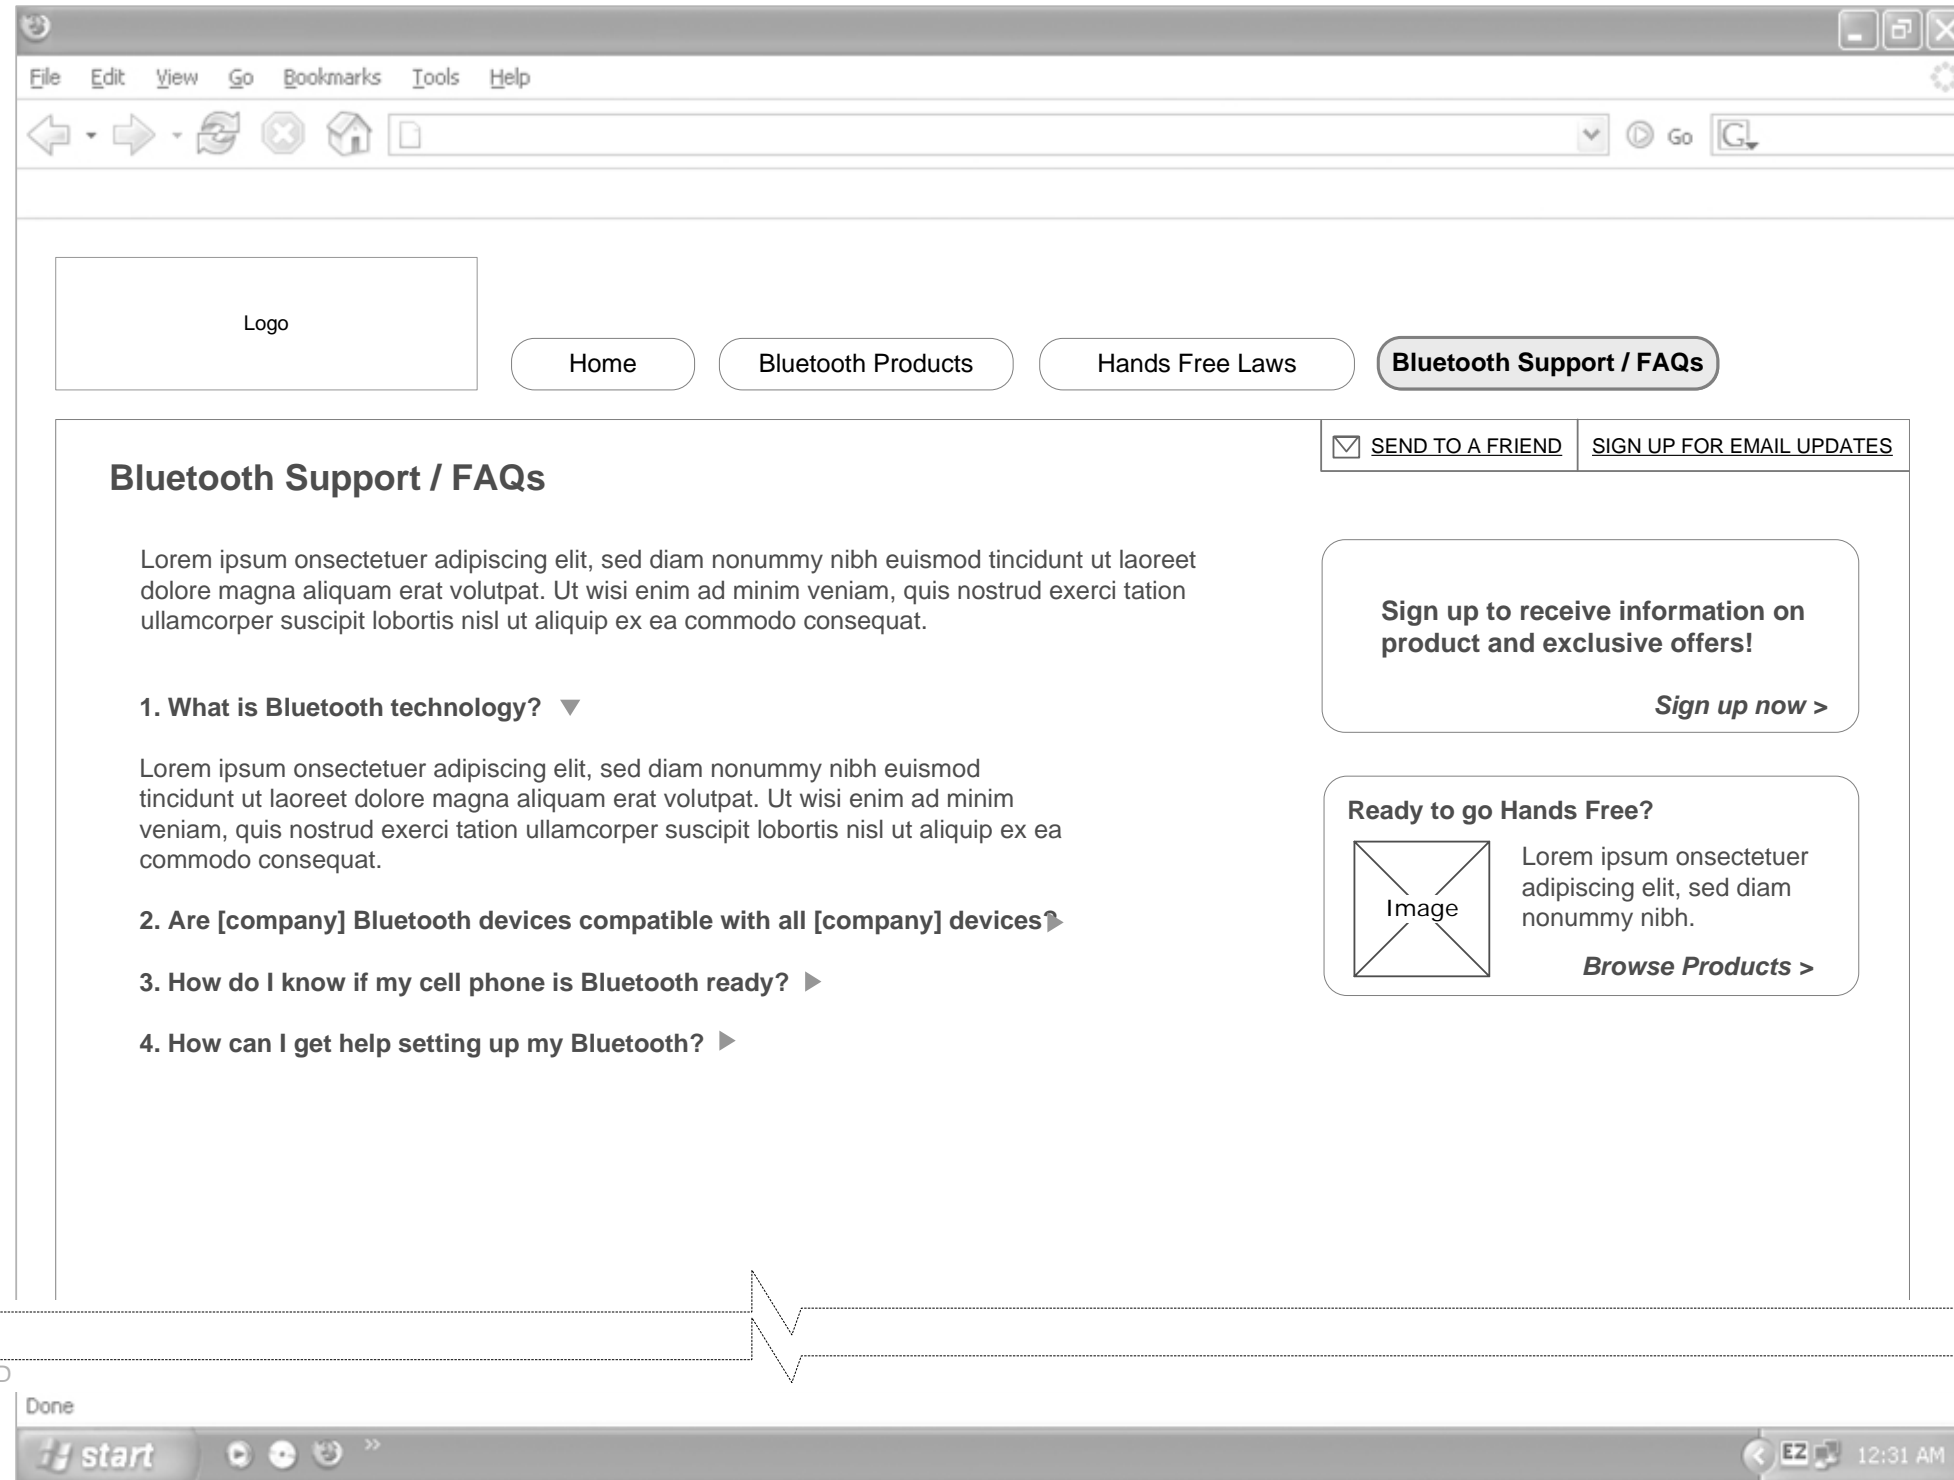 File Edit View Go Bookmarks Tools Help
Go G
Logo
Home Bluetooth Products Hands Free Laws Bluetooth Support / FAQs
SEND TO A FRIEND SIGN UP FOR EMAIL UPDATES
Bluetooth Support / FAQs
Lorem ipsum onsectetuer adipiscing elit, sed diam nonummy nibh euismod tincidunt ut laoreet
dolore magna aliquam erat volutpat. Ut wisi enim ad minim veniam, quis nostrud exerci tation
ullamcorper suscipit lobortis nisl ut aliquip ex ea commodo consequat.
1. What is Bluetooth technology?
Lorem ipsum onsectetuer adipiscing elit, sed diam nonummy nibh euismod
tincidunt ut laoreet dolore magna aliquam erat volutpat. Ut wisi enim ad minim
veniam, quis nostrud exerci tation ullamcorper suscipit lobortis nisl ut aliquip ex ea
commodo consequat.
2. Are [company] Bluetooth devices compatible with all [company] devices?
3. How do I know if my cell phone is Bluetooth ready?
4. How can I get help setting up my Bluetooth?
Sign up to receive information on
product and exclusive offers!
Sign up now >
Ready to go Hands Free?
Image
Lorem ipsum onsectetuer
adipiscing elit, sed diam
nonummy nibh.
Browse Products >
Done
start EZ 12:31 AM